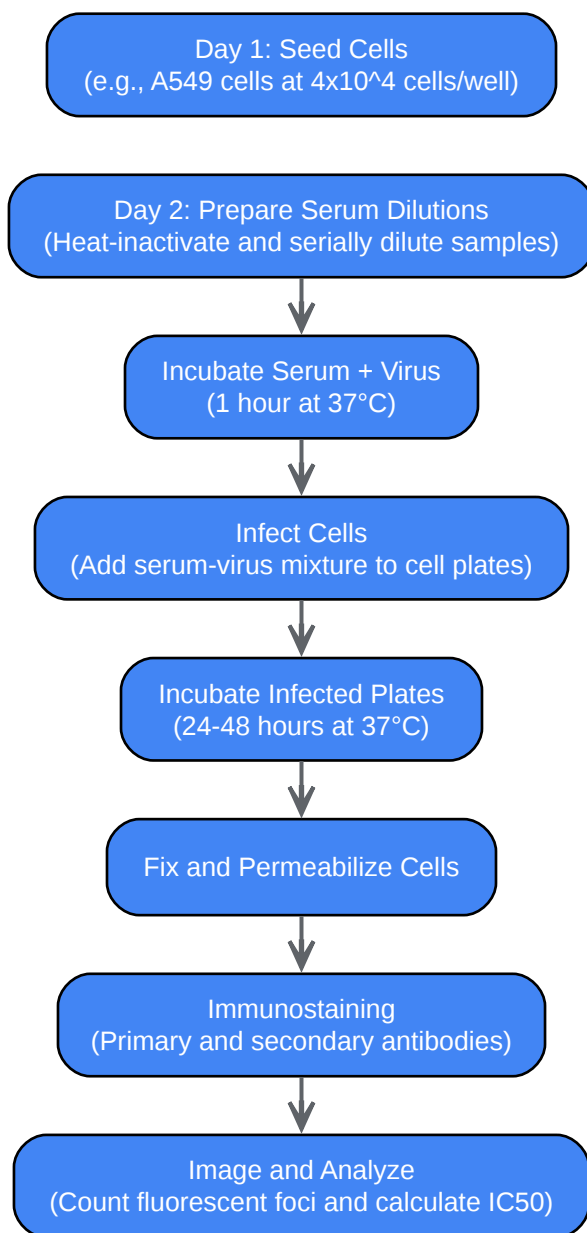 Day 1: Seed Cells
(e.g., A549 cells at 4x10^4 cells/well)
Day 2: Prepare Serum Dilutions
(Heat-inactivate and serially dilute samples)
Incubate Serum + Virus
(1 hour at 37°C)
Infect Cells
(Add serum-virus mixture to cell plates)
Incubate Infected Plates
(24-48 hours at 37°C)
Fix and Permeabilize Cells
Immunostaining
(Primary and secondary antibodies)
Image and Analyze
(Count fluorescent foci and calculate IC50)